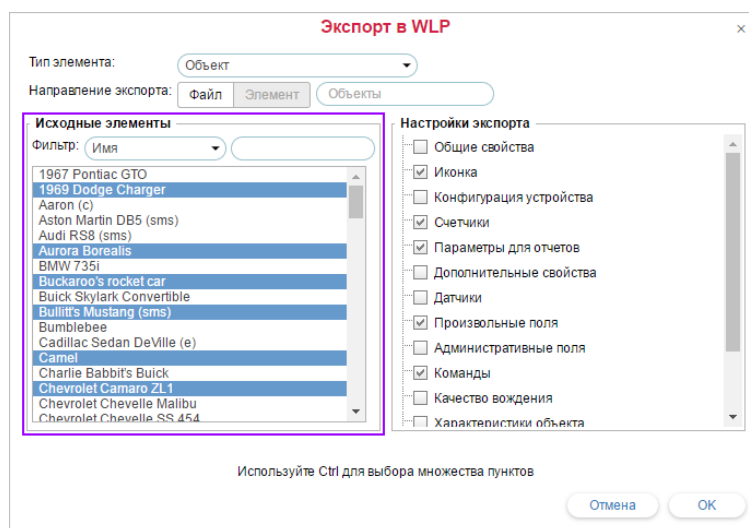 Экспорт в WLP
×
Тип элемента: Объект
Направление экспорта: Файл Элемент Объекты
Исходные элементы
Фильтр: Имя
1967 Pontiac GTO
1969 Dodge Charger
Aaron (c)
Aston Martin DB5 (sms)
Audi RS8 (sms)
Aurora Borealis
BMW 735i
Buckaroo's rocket car
Buick Skylark Convertible
Bullitt's Mustang (sms)
Bumblebee
Cadillac Sedan DeVille (e)
Camel
Charlie Babbit's Buick
Chevrolet Camaro ZL1
Chevrolet Chevelle Malibu
Chevrolet Chevelle SS 454
Настройки экспорта
Общие свойства
Иконка
Конфигурация устройства
Счетчики
Параметры для отчетов
Дополнительные свойства
Датчики
Произвольные поля
Административные поля
Команды
Качество вождения
Характеристики объекта
Используйте Ctrl для выбора множества пунктов
Отмена OK